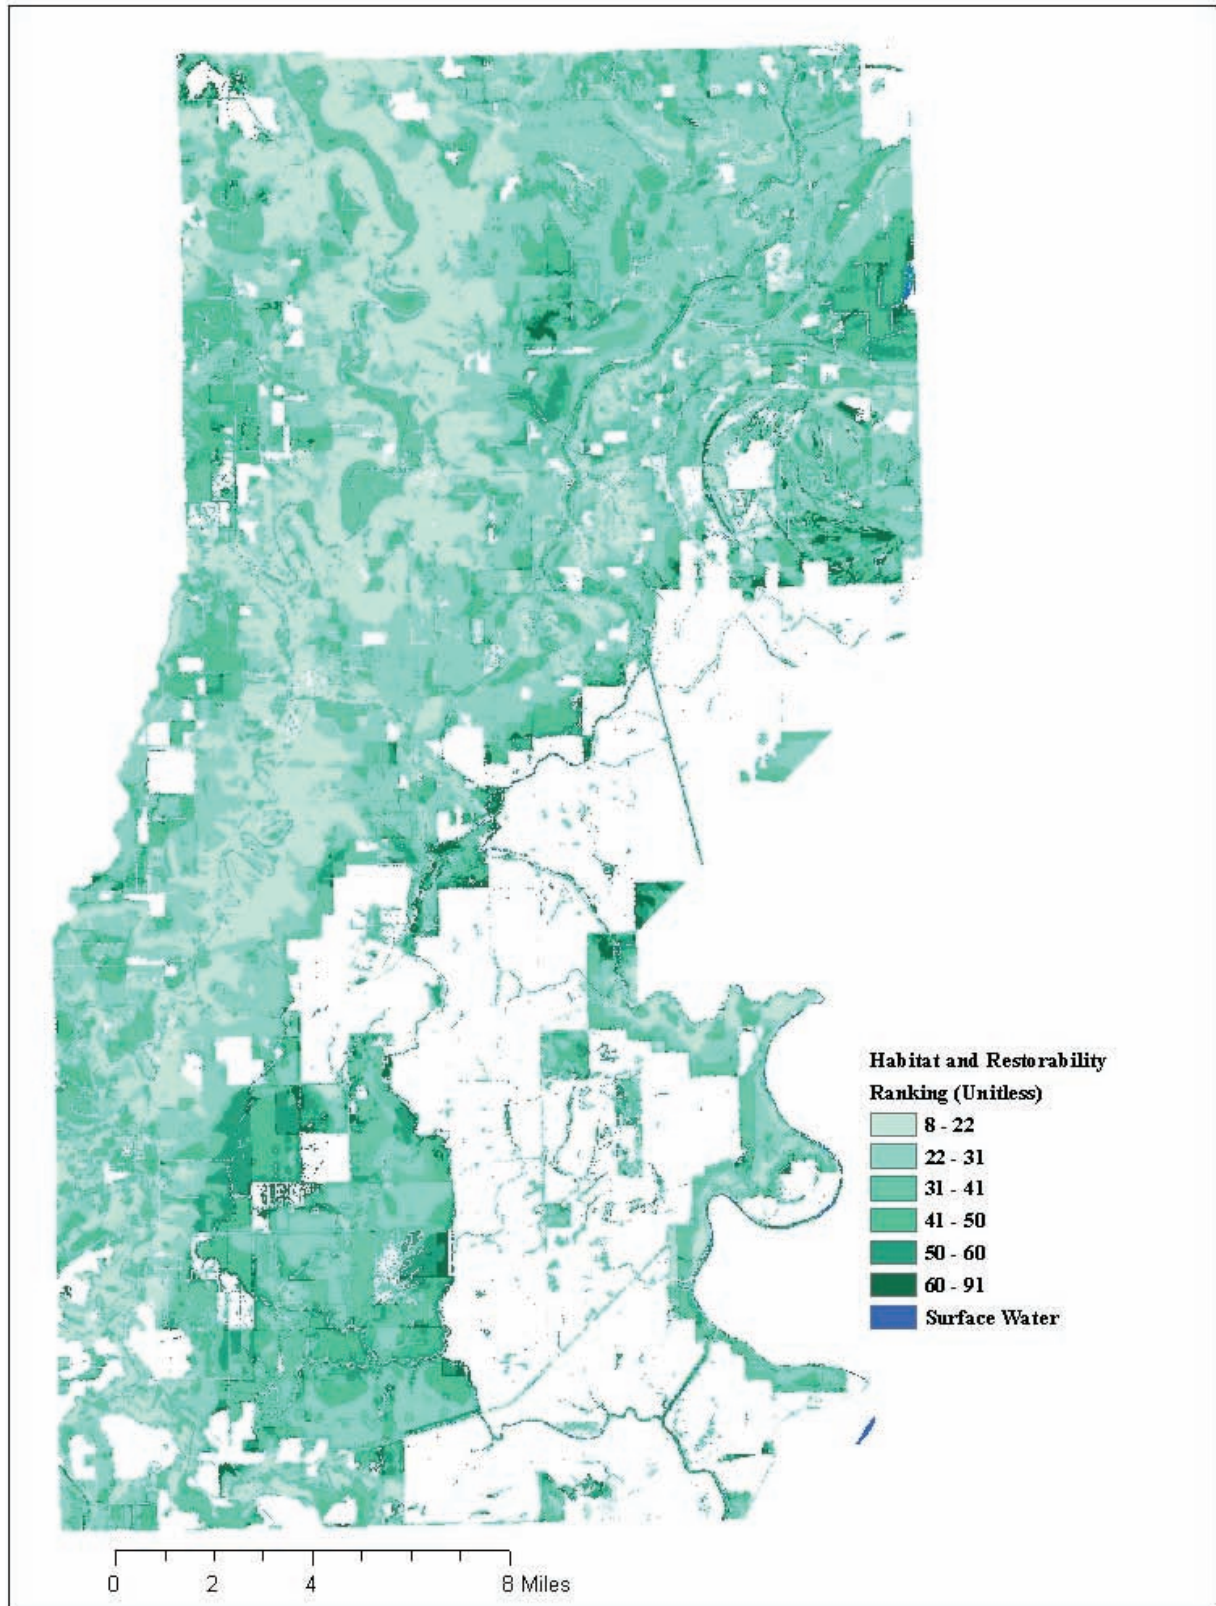 Habitat and Restorability
Ranking (Unitless)
8 - 22
22 - 31
31 - 41
41 - 50
50 - 60
60 - 91
Surface Water
0 2 4 8 Miles